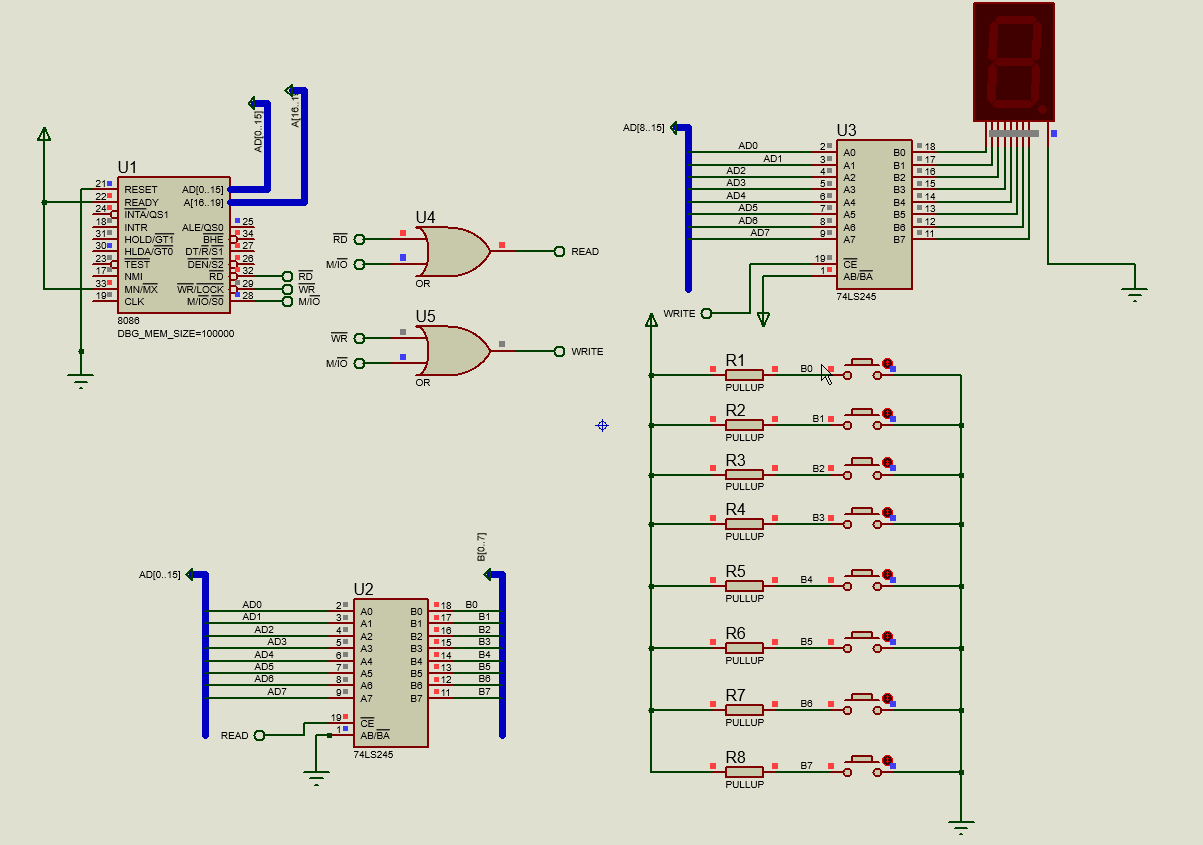 AD[0..15]
A[16..19]
U1
21
RESET
22
READY
24
INTA/QS1
18
INTR
31
HOLD/GT1
30
HLDA/GT0
23
TEST
17
NMI
33
MN/MX
19
CLK
AD[0..15]
A[16..19]
ALE/QS0
25
BHE
34
DT/R/S1
27
DEN/S2
26
RD
32
RD
WR/LOCK
29
WR
M/IO/S0
28
M/IO
8086
DBG_MEM_SIZE=100000
U4
RD
M/IO
READ
OR
U5
WR
M/IO
WRITE
OR
AD[8..15]
U3
AD0 2 A0 B0 18
AD1 3 A1 B1 17
AD2 4 A2 B2 16
AD3 5 A3 B3 15
AD4 6 A4 B4 14
AD5 7 A5 B5 13
AD6 8 A6 B6 12
AD7 9 A7 B7 11
19 CE
1 AB/BA
74LS245
WRITE
R1
B0
PULLUP
R2
B1
PULLUP
R3
B2
PULLUP
R4
B3
PULLUP
R5
B4
PULLUP
R6
B5
PULLUP
R7
B6
PULLUP
R8
B7
PULLUP
AD[0..15]
B[0..7]
U2
AD0 2 A0 B0 18 B0
AD1 3 A1 B1 17 B1
AD2 4 A2 B2 16 B2
AD3 5 A3 B3 15 B3
AD4 6 A4 B4 14 B4
AD5 7 A5 B5 13 B5
AD6 8 A6 B6 12 B6
AD7 9 A7 B7 11 B7
19 CE
READ 1 AB/BA
74LS245